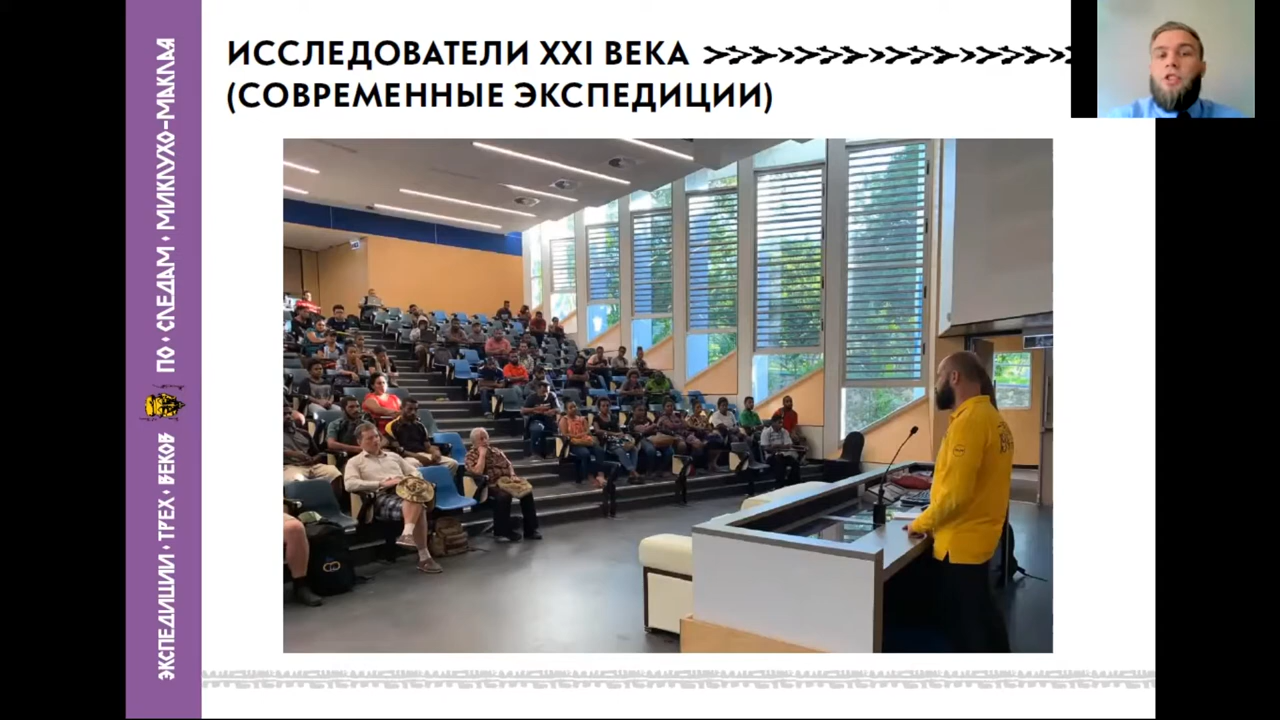 ИССЛЕДОВАТЕЛИ XXI ВЕКА
(СОВРЕМЕННЫЕ ЭКСПЕДИЦИИ)
ЭКСПЕДИЦИИ • ТРЕХ • ВЕКОВ ПО • СЛЕДАМ • МИКЛУХО-МАКЛАЯ